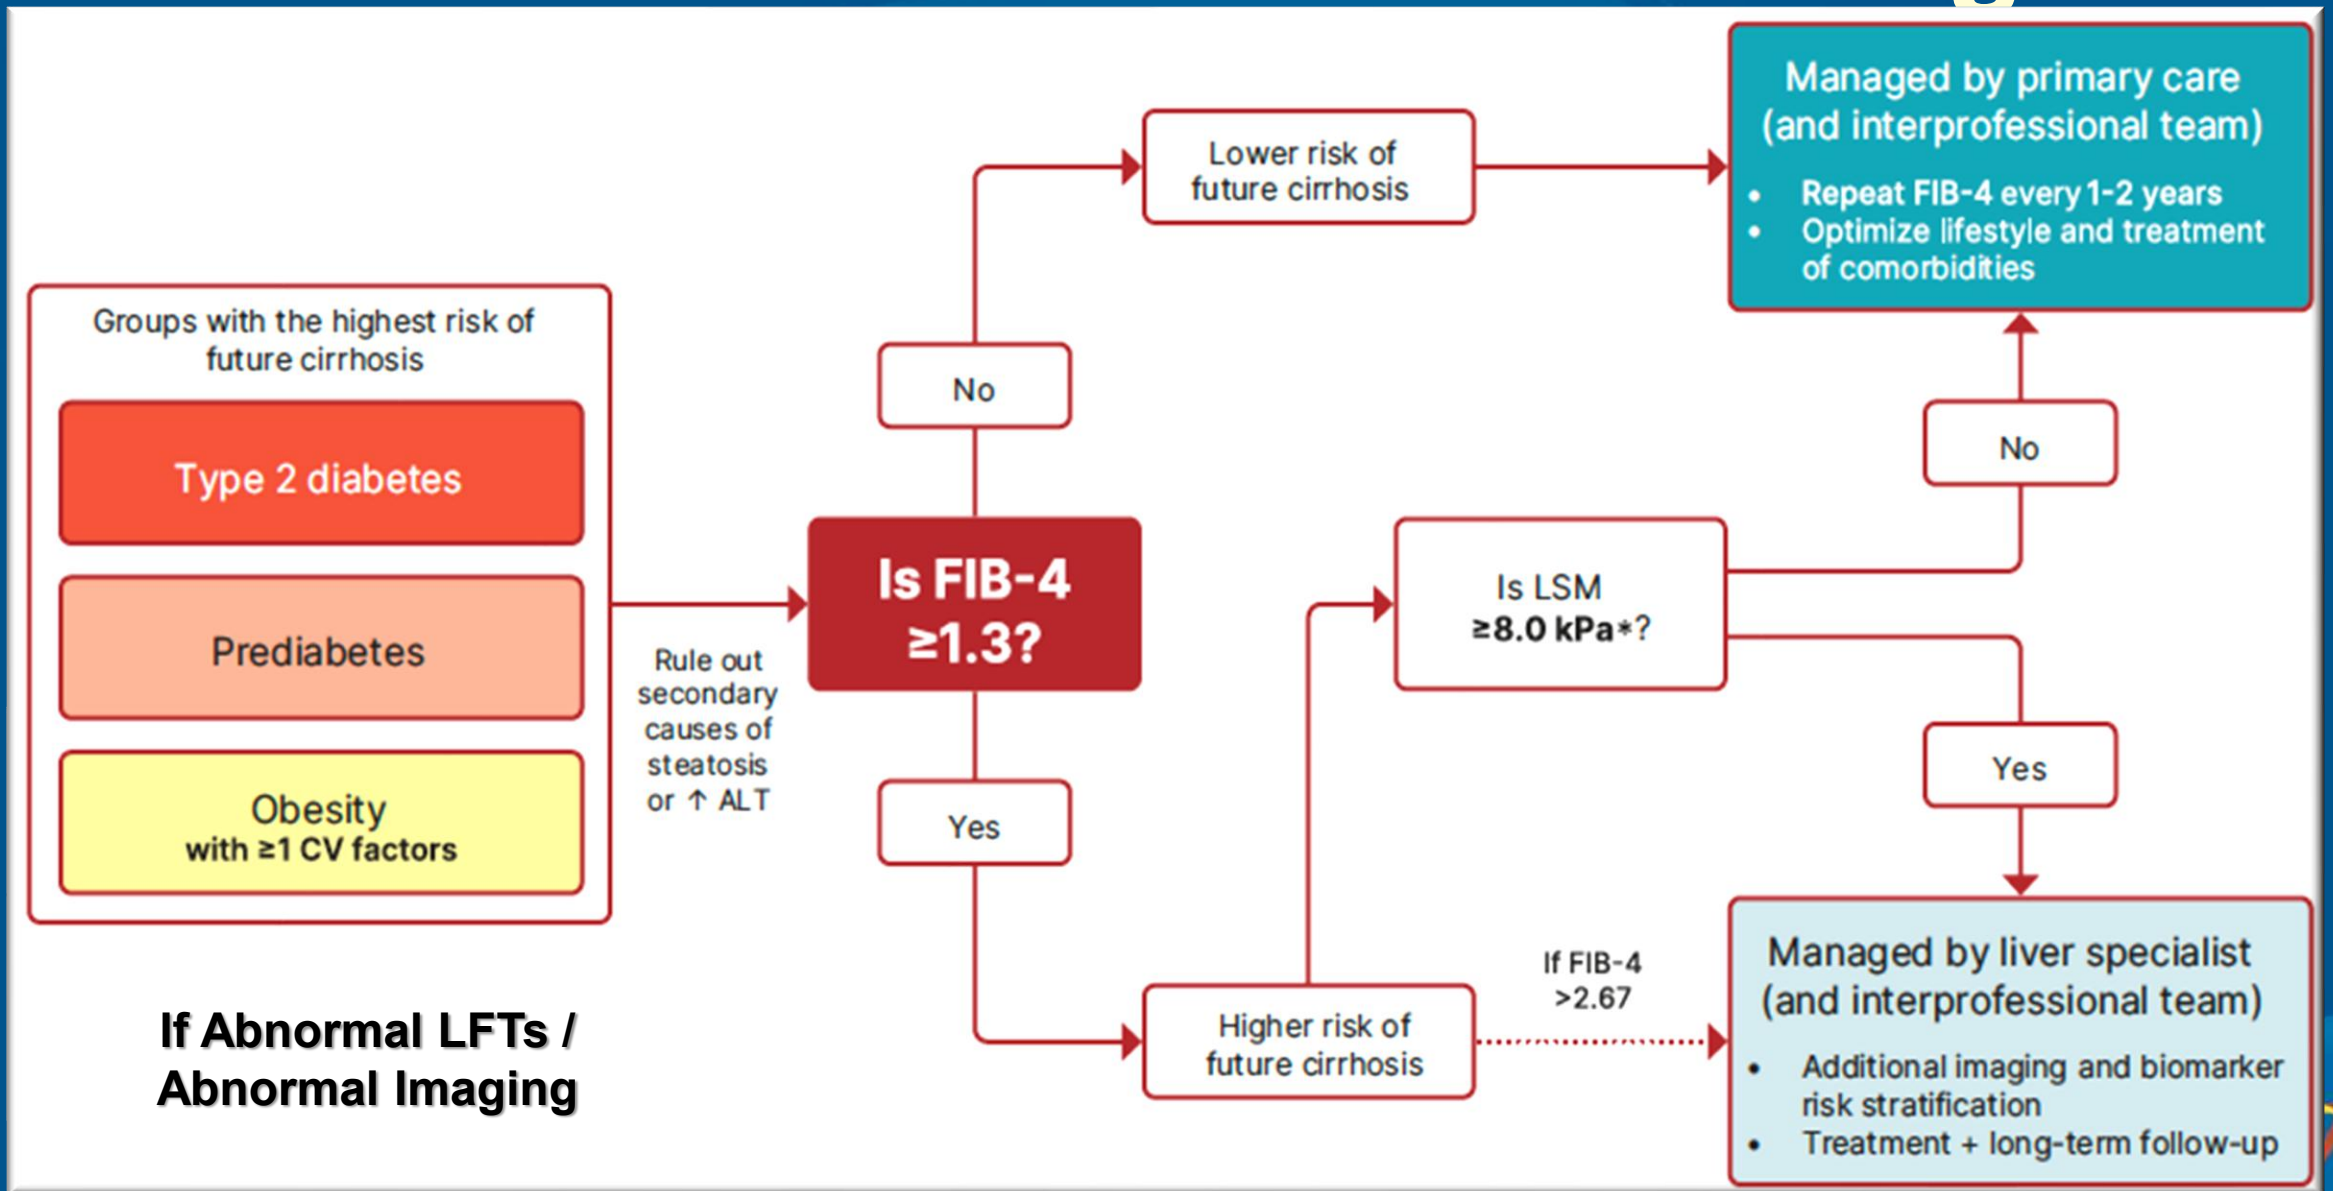 Groups with the highest risk of
future cirrhosis
Type 2 diabetes
Prediabetes
Obesity
with ≥1 CV factors
If Abnormal LFTs /
Abnormal Imaging
Rule out
secondary
causes of
steatosis
or ↑ ALT
Is FIB-4
≥1.3?
No
Lower risk of
future cirrhosis
Yes
Higher risk of
future cirrhosis
If FIB-4
>2.67
Is LSM
≥8.0 kPa*?
No
Yes
Managed by primary care
(and interprofessional team)
• Repeat FIB-4 every 1-2 years
• Optimize lifestyle and treatment
of comorbidities
Managed by liver specialist
(and interprofessional team)
• Additional imaging and biomarker
risk stratification
• Treatment + long-term follow-up